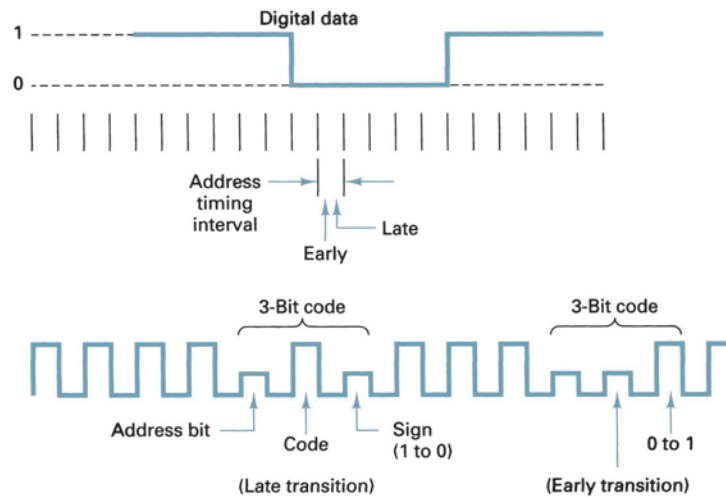 Digital data
1
0
Address
timing
interval
Late
Early
3-Bit code
3-Bit code
Address bit
Code
Sign
(1 to 0)
0 to 1
(Late transition)
(Early transition)